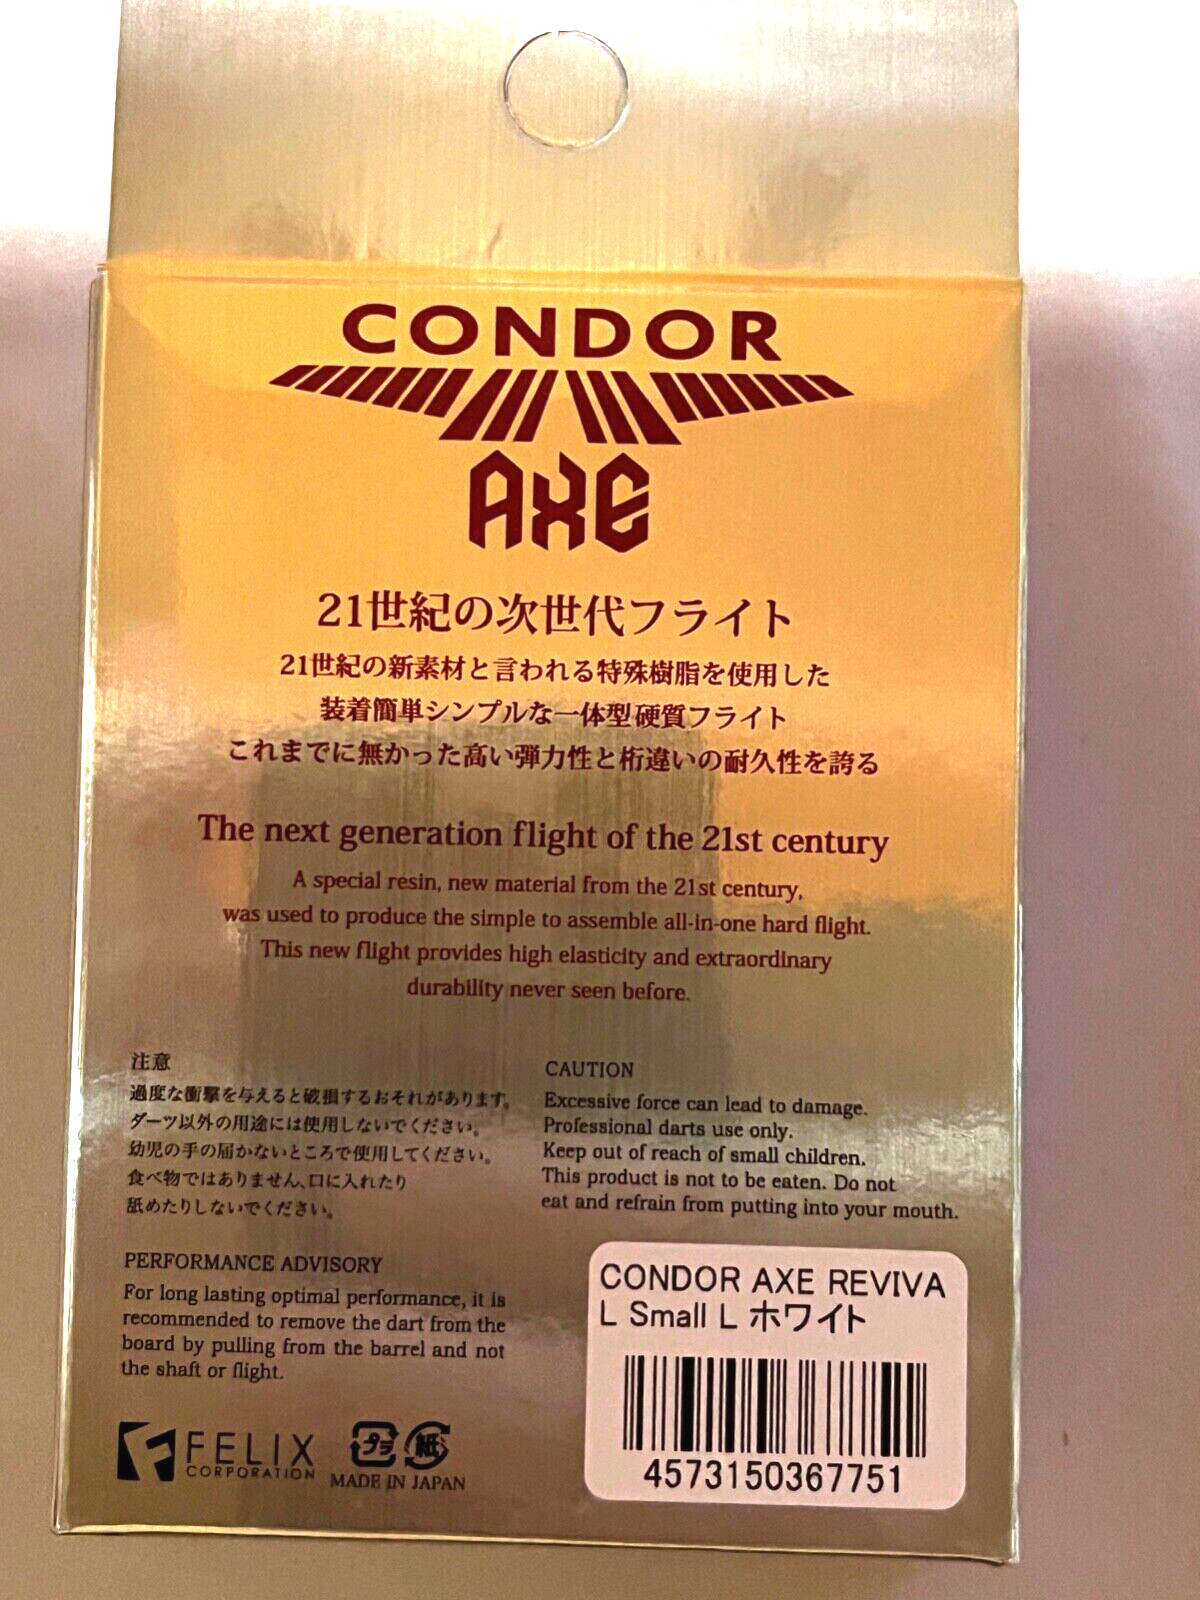 CONDOR
AXE
21世紀の次世代フライト
21世紀の新素材と言われる特殊樹脂を使用した
装着簡単シンプルな一体型硬質フライト
これまでに無かった高い弾力性と桁違いの耐久性を誇る
The next generation flight of the 21st century
A special resin, new material from the 21st century,
was used to produce the simple to assemble all-in-one hard flight.
This new flight provides high elasticity and extraordinary
durability never seen before.
注意
過度な衝撃を与えると破損するおそれがあります。
ダーツ以外の用途には使用しないでください。
幼児の手の届かないところで使用してください。
食べ物ではありません、口に入れたり
舐めたりしないでください。
CAUTION
Excessive force can lead to damage.
Professional darts use only.
Keep out of reach of small children.
This product is not to be eaten. Do not
eat and refrain from putting into your mouth.
PERFORMANCE ADVISORY
For long lasting optimal performance, it is
recommended to remove the dart from the
board by pulling from the barrel and not
the shaft or flight.
FELIX
CORPORATION
プラ 紙
MADE IN JAPAN
CONDOR AXE REVIVA
L Small L ホワイト
4573150367751